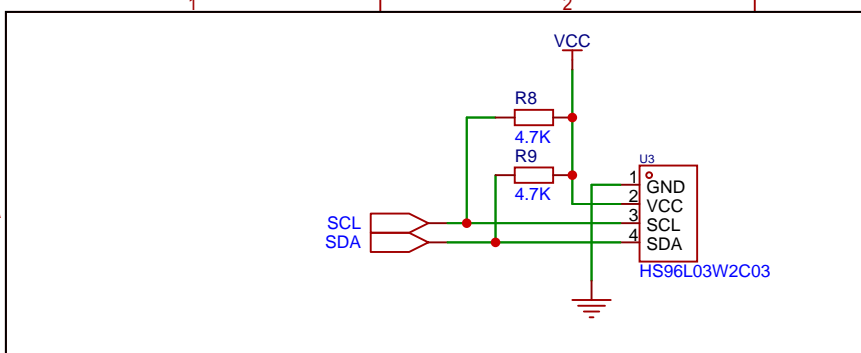 1 2
VCC
R8
4.7K
R9
4.7K
U3
1 GND
2 VCC
3 SCL
4 SDA
SCL
SDA
HS96L03W2C03